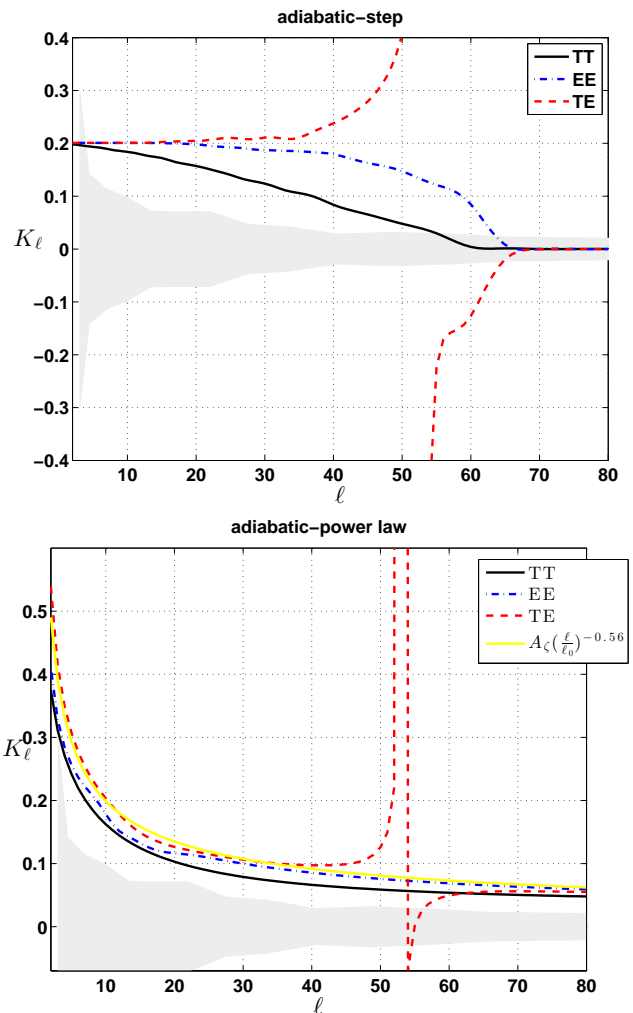 adiabatic−step
0.4
0.3
0.2
0.1
0
−0.1
−0.2
−0.3
−0.4
K_ℓ
TT
EE
TE
10 20 30 40 50 60 70 80
ℓ
adiabatic−power law
0.5
0.4
0.3
0.2
0.1
0
K_ℓ
TT
EE
TE
A_ζ(ℓ/ℓ_0)^{−0.56}
10 20 30 40 50 60 70 80
ℓ